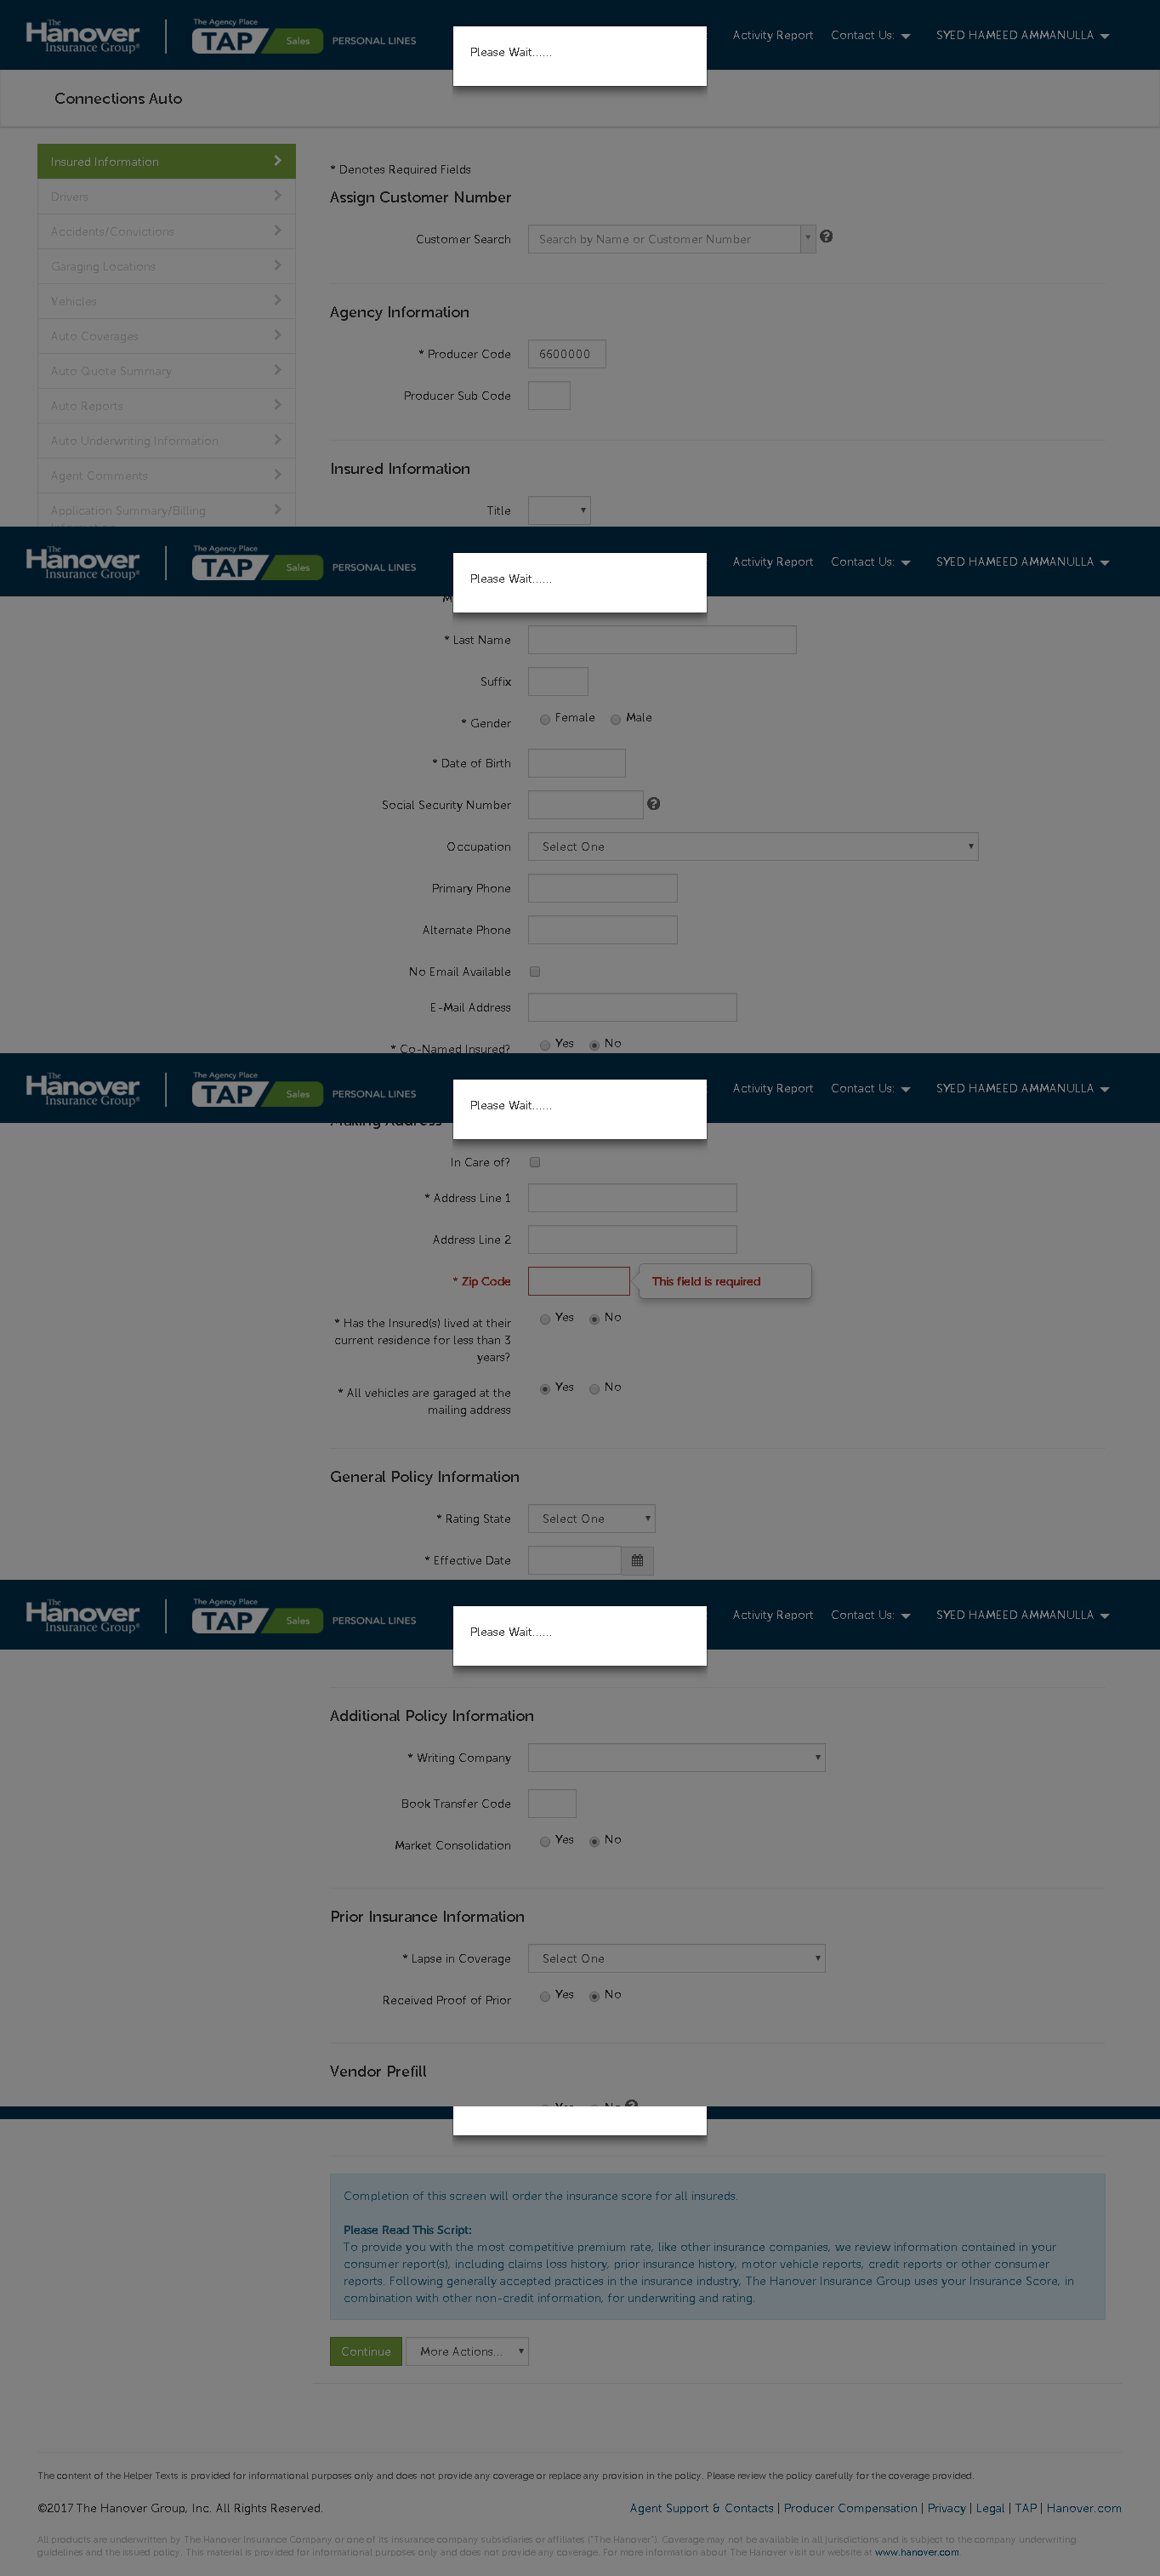 The Hanover Insurance Group®
The Agency Place
TAP Sales PERSONAL LINES
Please Wait......
Activity Report Contact Us: SYED HAMEED AMMANULLA
Connections Auto
Insured Information
Drivers
Accidents/Convictions
Garaging Locations
Vehicles
Auto Coverages
Auto Quote Summary
Auto Reports
Auto Underwriting Information
Agent Comments
Application Summary/Billing
* Denotes Required Fields
Assign Customer Number
Customer Search Search by Name or Customer Number
Agency Information
* Producer Code 6600000
Producer Sub Code
Insured Information
Title
The Hanover Insurance Group®
The Agency Place
TAP Sales PERSONAL LINES
Please Wait......
Activity Report Contact Us: SYED HAMEED AMMANULLA
* Last Name
Suffix
* Gender Female Male
* Date of Birth
Social Security Number
Occupation Select One
Primary Phone
Alternate Phone
No Email Available
E-Mail Address
* Co-Named Insured? Yes No
The Hanover Insurance Group®
The Agency Place
TAP Sales PERSONAL LINES
Please Wait......
Activity Report Contact Us: SYED HAMEED AMMANULLA
Mailing Address
In Care of?
* Address Line 1
Address Line 2
* Zip Code This field is required
* Has the Insured(s) lived at their Yes No
current residence for less than 3
years?
* All vehicles are garaged at the Yes No
mailing address
General Policy Information
* Rating State Select One
* Effective Date
The Hanover Insurance Group®
The Agency Place
TAP Sales PERSONAL LINES
Please Wait......
Activity Report Contact Us: SYED HAMEED AMMANULLA
Additional Policy Information
* Writing Company
Book Transfer Code
Market Consolidation Yes No
Prior Insurance Information
* Lapse in Coverage Select One
Received Proof of Prior Yes No
Vendor Prefill
Yes No
Completion of this screen will order the insurance score for all insureds.
Please Read This Script:
To provide you with the most competitive premium rate, like other insurance companies, we review information contained in your
consumer report(s), including claims loss history, prior insurance history, motor vehicle reports, credit reports or other consumer
reports. Following generally accepted practices in the insurance industry, The Hanover Insurance Group uses your Insurance Score, in
combination with other non-credit information, for underwriting and rating.
Continue More Actions...
The content of the Helper Texts is provided for informational purposes only and does not provide any coverage or replace any provision in the policy. Please review the policy carefully for the coverage provided.
©2017 The Hanover Group, Inc. All Rights Reserved. Agent Support & Contacts | Producer Compensation | Privacy | Legal | TAP | Hanover.com
All products are underwritten by The Hanover Insurance Company or one of its insurance company subsidiaries or affiliates ("The Hanover"). Coverage may not be available in all jurisdictions and is subject to the company underwriting
guidelines and the issued policy. This material is provided for informational purposes only and does not provide any coverage. For more information about The Hanover visit our website at www.hanover.com.